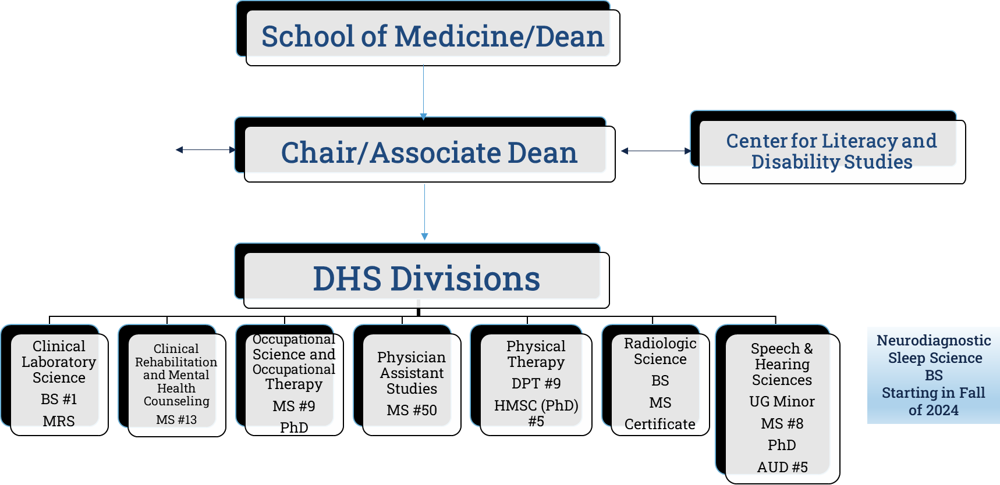 School of Medicine/Dean
Chair/Associate Dean
Center for Literacy and
Disability Studies
DHS Divisions
Clinical
Laboratory
Science
BS #1
MRS
Clinical
Rehabilitation
and Mental
Health
Counseling
MS #13
Occupational
Science and
Occupational
Therapy
MS #9
PhD
Physician
Assistant
Studies
MS #50
Physical
Therapy
DPT #9
HMSC (PhD)
#5
Radiologic
Science
BS
MS
Certificate
Speech &
Hearing
Sciences
UG Minor
MS #8
PhD
AUD #5
Neurodiagnostic
Sleep Science
BS
Starting in Fall
of 2024